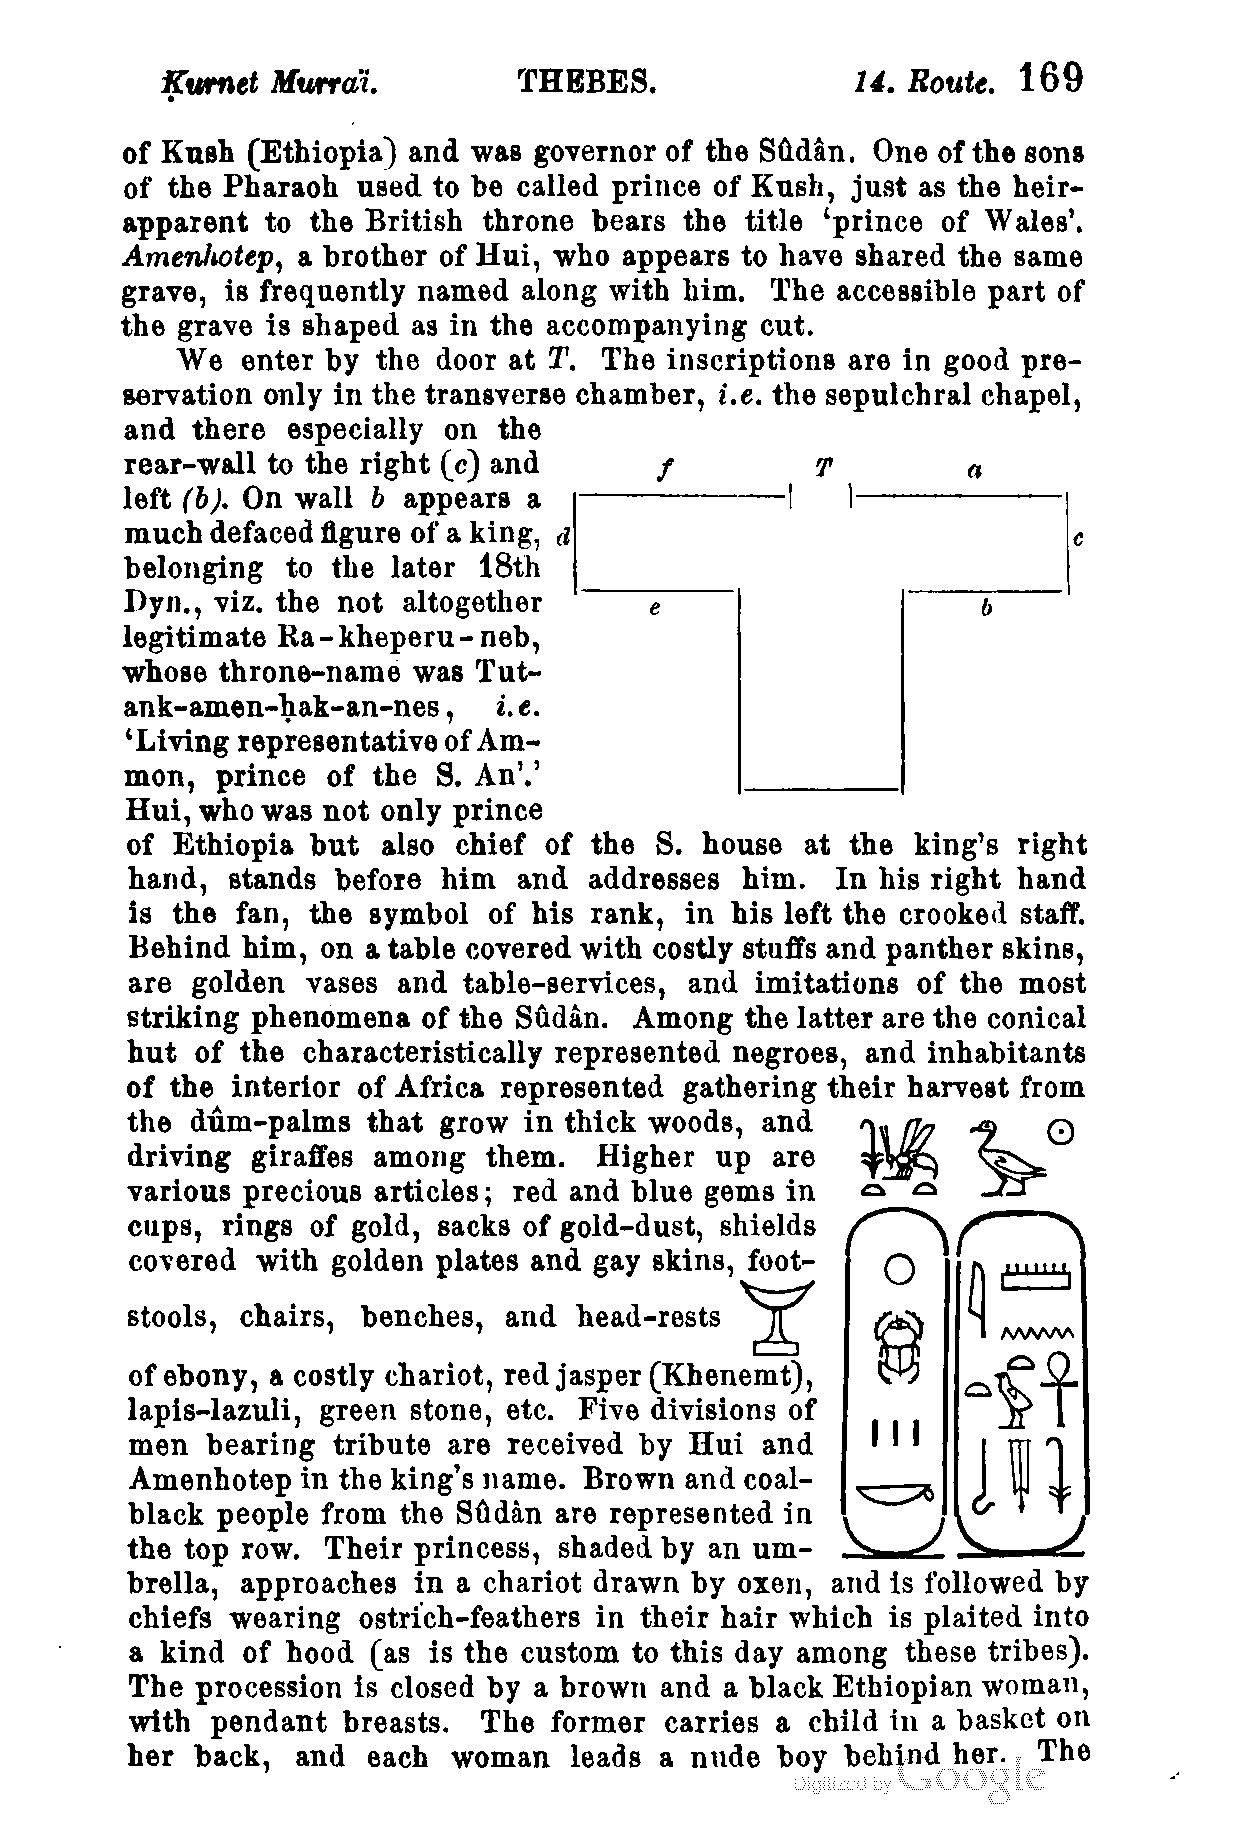 Ḳurnet Murraï. THEBES. 14. Route. 169
of Kush (Ethiopia) and was governor of the Sûdân. One of the sons
of the Pharaoh used to be called prince of Kush, just as the heir-
apparent to the British throne bears the title ‘prince of Wales’.
Amenhotep, a brother of Hui, who appears to have shared the same
grave, is frequently named along with him. The accessible part of
the grave is shaped as in the accompanying cut.
We enter by the door at T. The inscriptions are in good pre-
servation only in the transverse chamber, i.e. the sepulchral chapel,
and there especially on the
rear-wall to the right (c) and
left (b). On wall b appears a
much defaced figure of a king,
belonging to the later 18th
Dyn., viz. the not altogether
legitimate Ra-kheperu-neb,
whose throne-name was Tut-
ank-amen-ḥak-an-nes, i.e.
‘Living representative of Am-
mon, prince of the S. An’.’
Hui, who was not only prince
f T a
d c
e b
of Ethiopia but also chief of the S. house at the king’s right
hand, stands before him and addresses him. In his right hand
is the fan, the symbol of his rank, in his left the crooked staff.
Behind him, on a table covered with costly stuffs and panther skins,
are golden vases and table-services, and imitations of the most
striking phenomena of the Sûdân. Among the latter are the conical
hut of the characteristically represented negroes, and inhabitants
of the interior of Africa represented gathering their harvest from
the dûm-palms that grow in thick woods, and
driving giraffes among them. Higher up are
various precious articles; red and blue gems in
cups, rings of gold, sacks of gold-dust, shields
covered with golden plates and gay skins, foot-
stools, chairs, benches, and head-rests
of ebony, a costly chariot, red jasper (Khenemt),
lapis-lazuli, green stone, etc. Five divisions of
men bearing tribute are received by Hui and
Amenhotep in the king’s name. Brown and coal-
black people from the Sûdân are represented in
the top row. Their princess, shaded by an um-
brella, approaches in a chariot drawn by oxen, and is followed by
chiefs wearing ostrich-feathers in their hair which is plaited into
a kind of hood (as is the custom to this day among these tribes).
The procession is closed by a brown and a black Ethiopian woman,
with pendant breasts. The former carries a child in a basket on
her back, and each woman leads a nude boy behind her. The
Digitized by Google